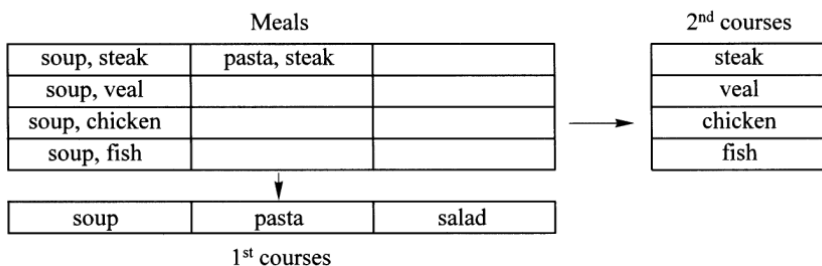 Meals
2nd courses
soup, steak pasta, steak
steak
soup, veal
veal
soup, chicken
chicken
soup, fish
fish
soup pasta salad
1st courses